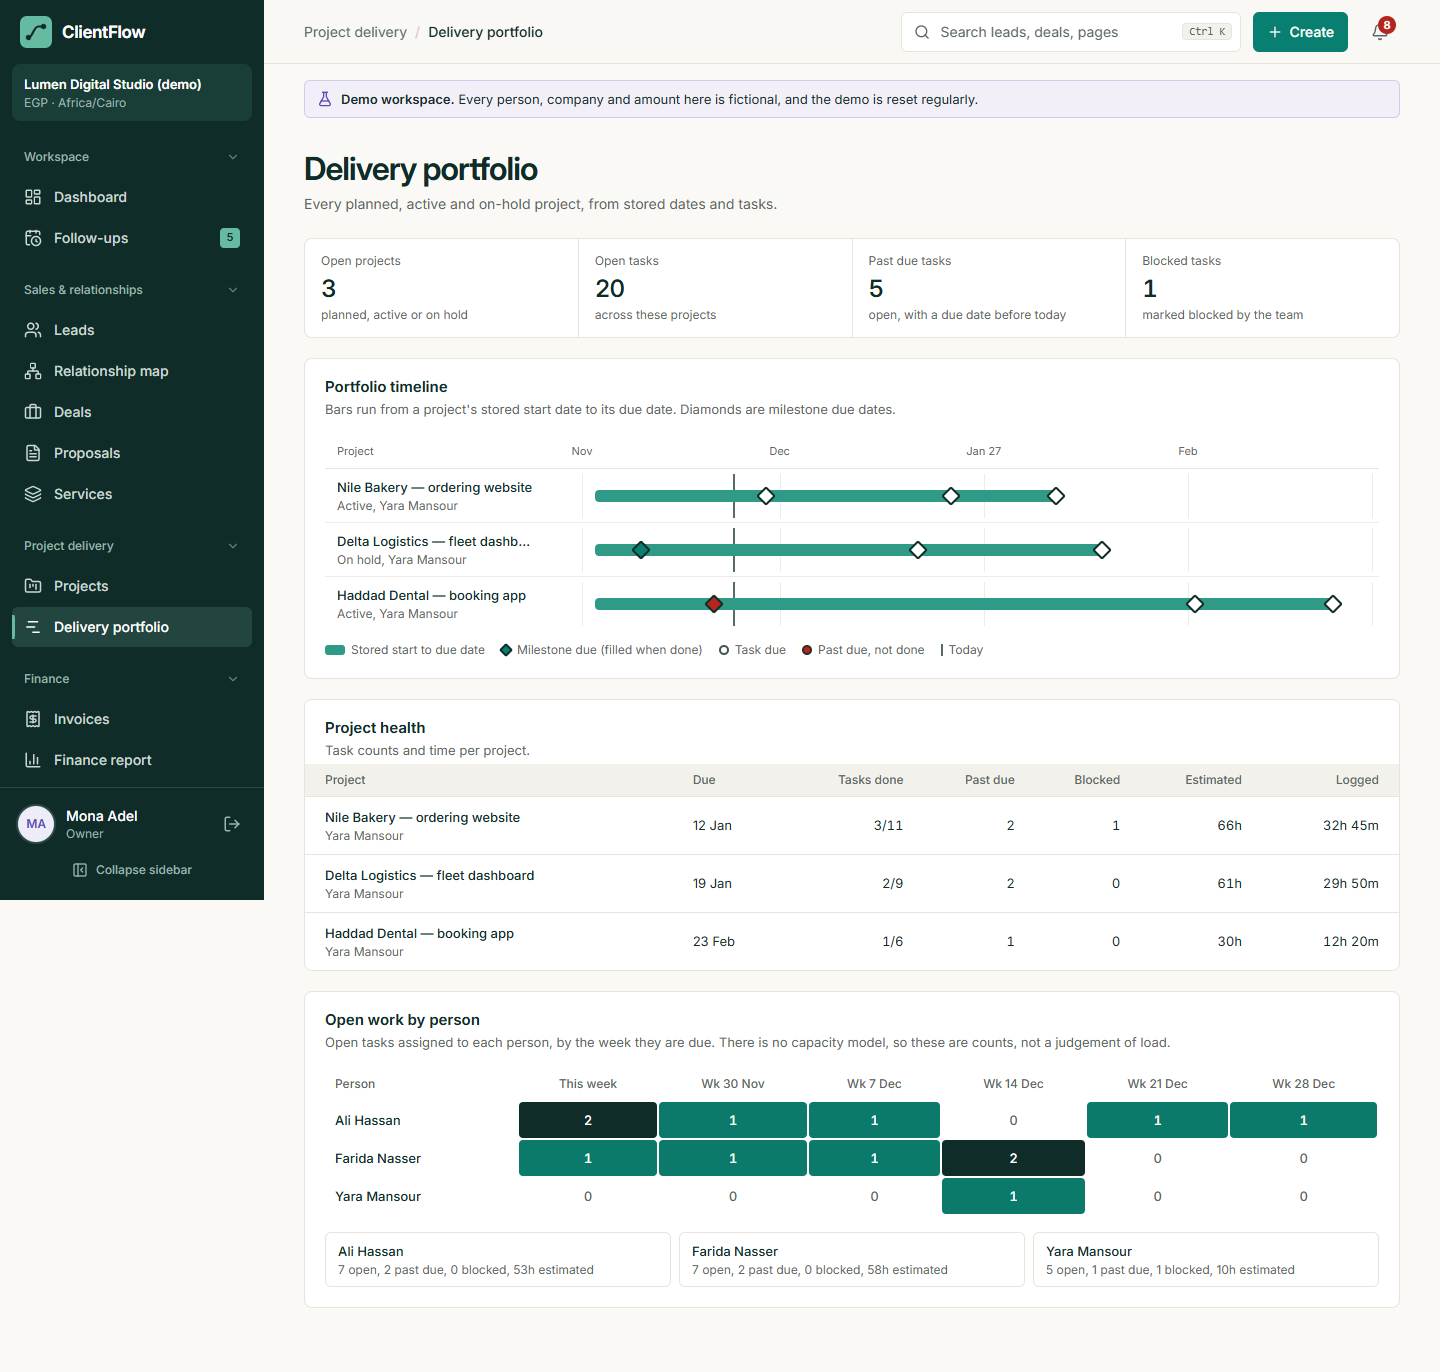 ClientFlow
Project delivery / Delivery portfolio
Search leads, deals, pages
Ctrl K
Create
8
Lumen Digital Studio (demo)
EGP · Africa/Cairo
Workspace
Dashboard
Follow-ups
5
Sales & relationships
Leads
Relationship map
Deals
Proposals
Services
Project delivery
Projects
Delivery portfolio
Finance
Invoices
Finance report
MA
Mona Adel
Owner
Collapse sidebar
Demo workspace. Every person, company and amount here is fictional, and the demo is reset regularly.
Delivery portfolio
Every planned, active and on-hold project, from stored dates and tasks.
Open projects
3
planned, active or on hold
Open tasks
20
across these projects
Past due tasks
5
open, with a due date before today
Blocked tasks
1
marked blocked by the team
Portfolio timeline
Bars run from a project's stored start date to its due date. Diamonds are milestone due dates.
Project Nov Dec Jan 27 Feb
Nile Bakery — ordering website
Active, Yara Mansour
Delta Logistics — fleet dashb...
On hold, Yara Mansour
Haddad Dental — booking app
Active, Yara Mansour
Stored start to due date Milestone due (filled when done) Task due Past due, not done Today
Project health
Task counts and time per project.
Project Due Tasks done Past due Blocked Estimated Logged
Nile Bakery — ordering website
Yara Mansour
12 Jan 3/11 2 1 66h 32h 45m
Delta Logistics — fleet dashboard
Yara Mansour
19 Jan 2/9 2 0 61h 29h 50m
Haddad Dental — booking app
Yara Mansour
23 Feb 1/6 1 0 30h 12h 20m
Open work by person
Open tasks assigned to each person, by the week they are due. There is no capacity model, so these are counts, not a judgement of load.
Person This week Wk 30 Nov Wk 7 Dec Wk 14 Dec Wk 21 Dec Wk 28 Dec
Ali Hassan 2 1 1 0 1 1
Farida Nasser 1 1 1 2 0 0
Yara Mansour 0 0 0 1 0 0
Ali Hassan
7 open, 2 past due, 0 blocked, 53h estimated
Farida Nasser
7 open, 2 past due, 0 blocked, 58h estimated
Yara Mansour
5 open, 1 past due, 1 blocked, 10h estimated